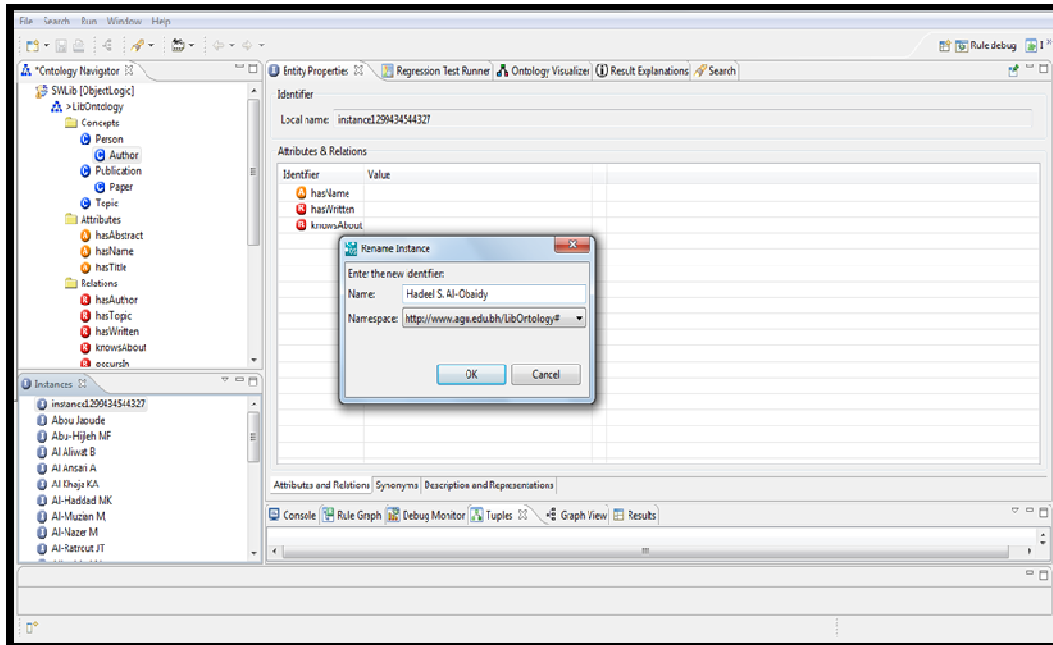 File Search Run Window Help
Rule debug
*Ontology Navigator
SWLib [ObjectLogic]
>LibOntology
Concepts
Person
Author
Publication
Paper
Topic
Attributes
hasAbstract
hasName
hasTitle
Relations
hasAuthor
hasTopic
hasWritten
knowsAbout
occursIn
Instances
instance1299434544327
Abou Jaoude
Abu-Hijleh MF
Al Aliwat B
Al Ansari A
Al Khaja KA
Al-Haddad MK
Al-Muzian M
Al-Nazer M
Al-Ratrout JT
Entity Properties Regression Test Runner Ontology Visualizer Result Explanations Search
Identifier
Local name: instance1299434544327
Attributes & Relations
Identifier Value
hasName
hasWritten
knowsAbout
Rename Instance
Enter the new identifier:
Name: Hadeel S. Al-Obaidy
Namespace: http://www.agu.edu.bh/LibOntology#
OK Cancel
Attributes and Relations Synonyms Description and Representations
Console Rule Graph Debug Monitor Tuples Graph View Results